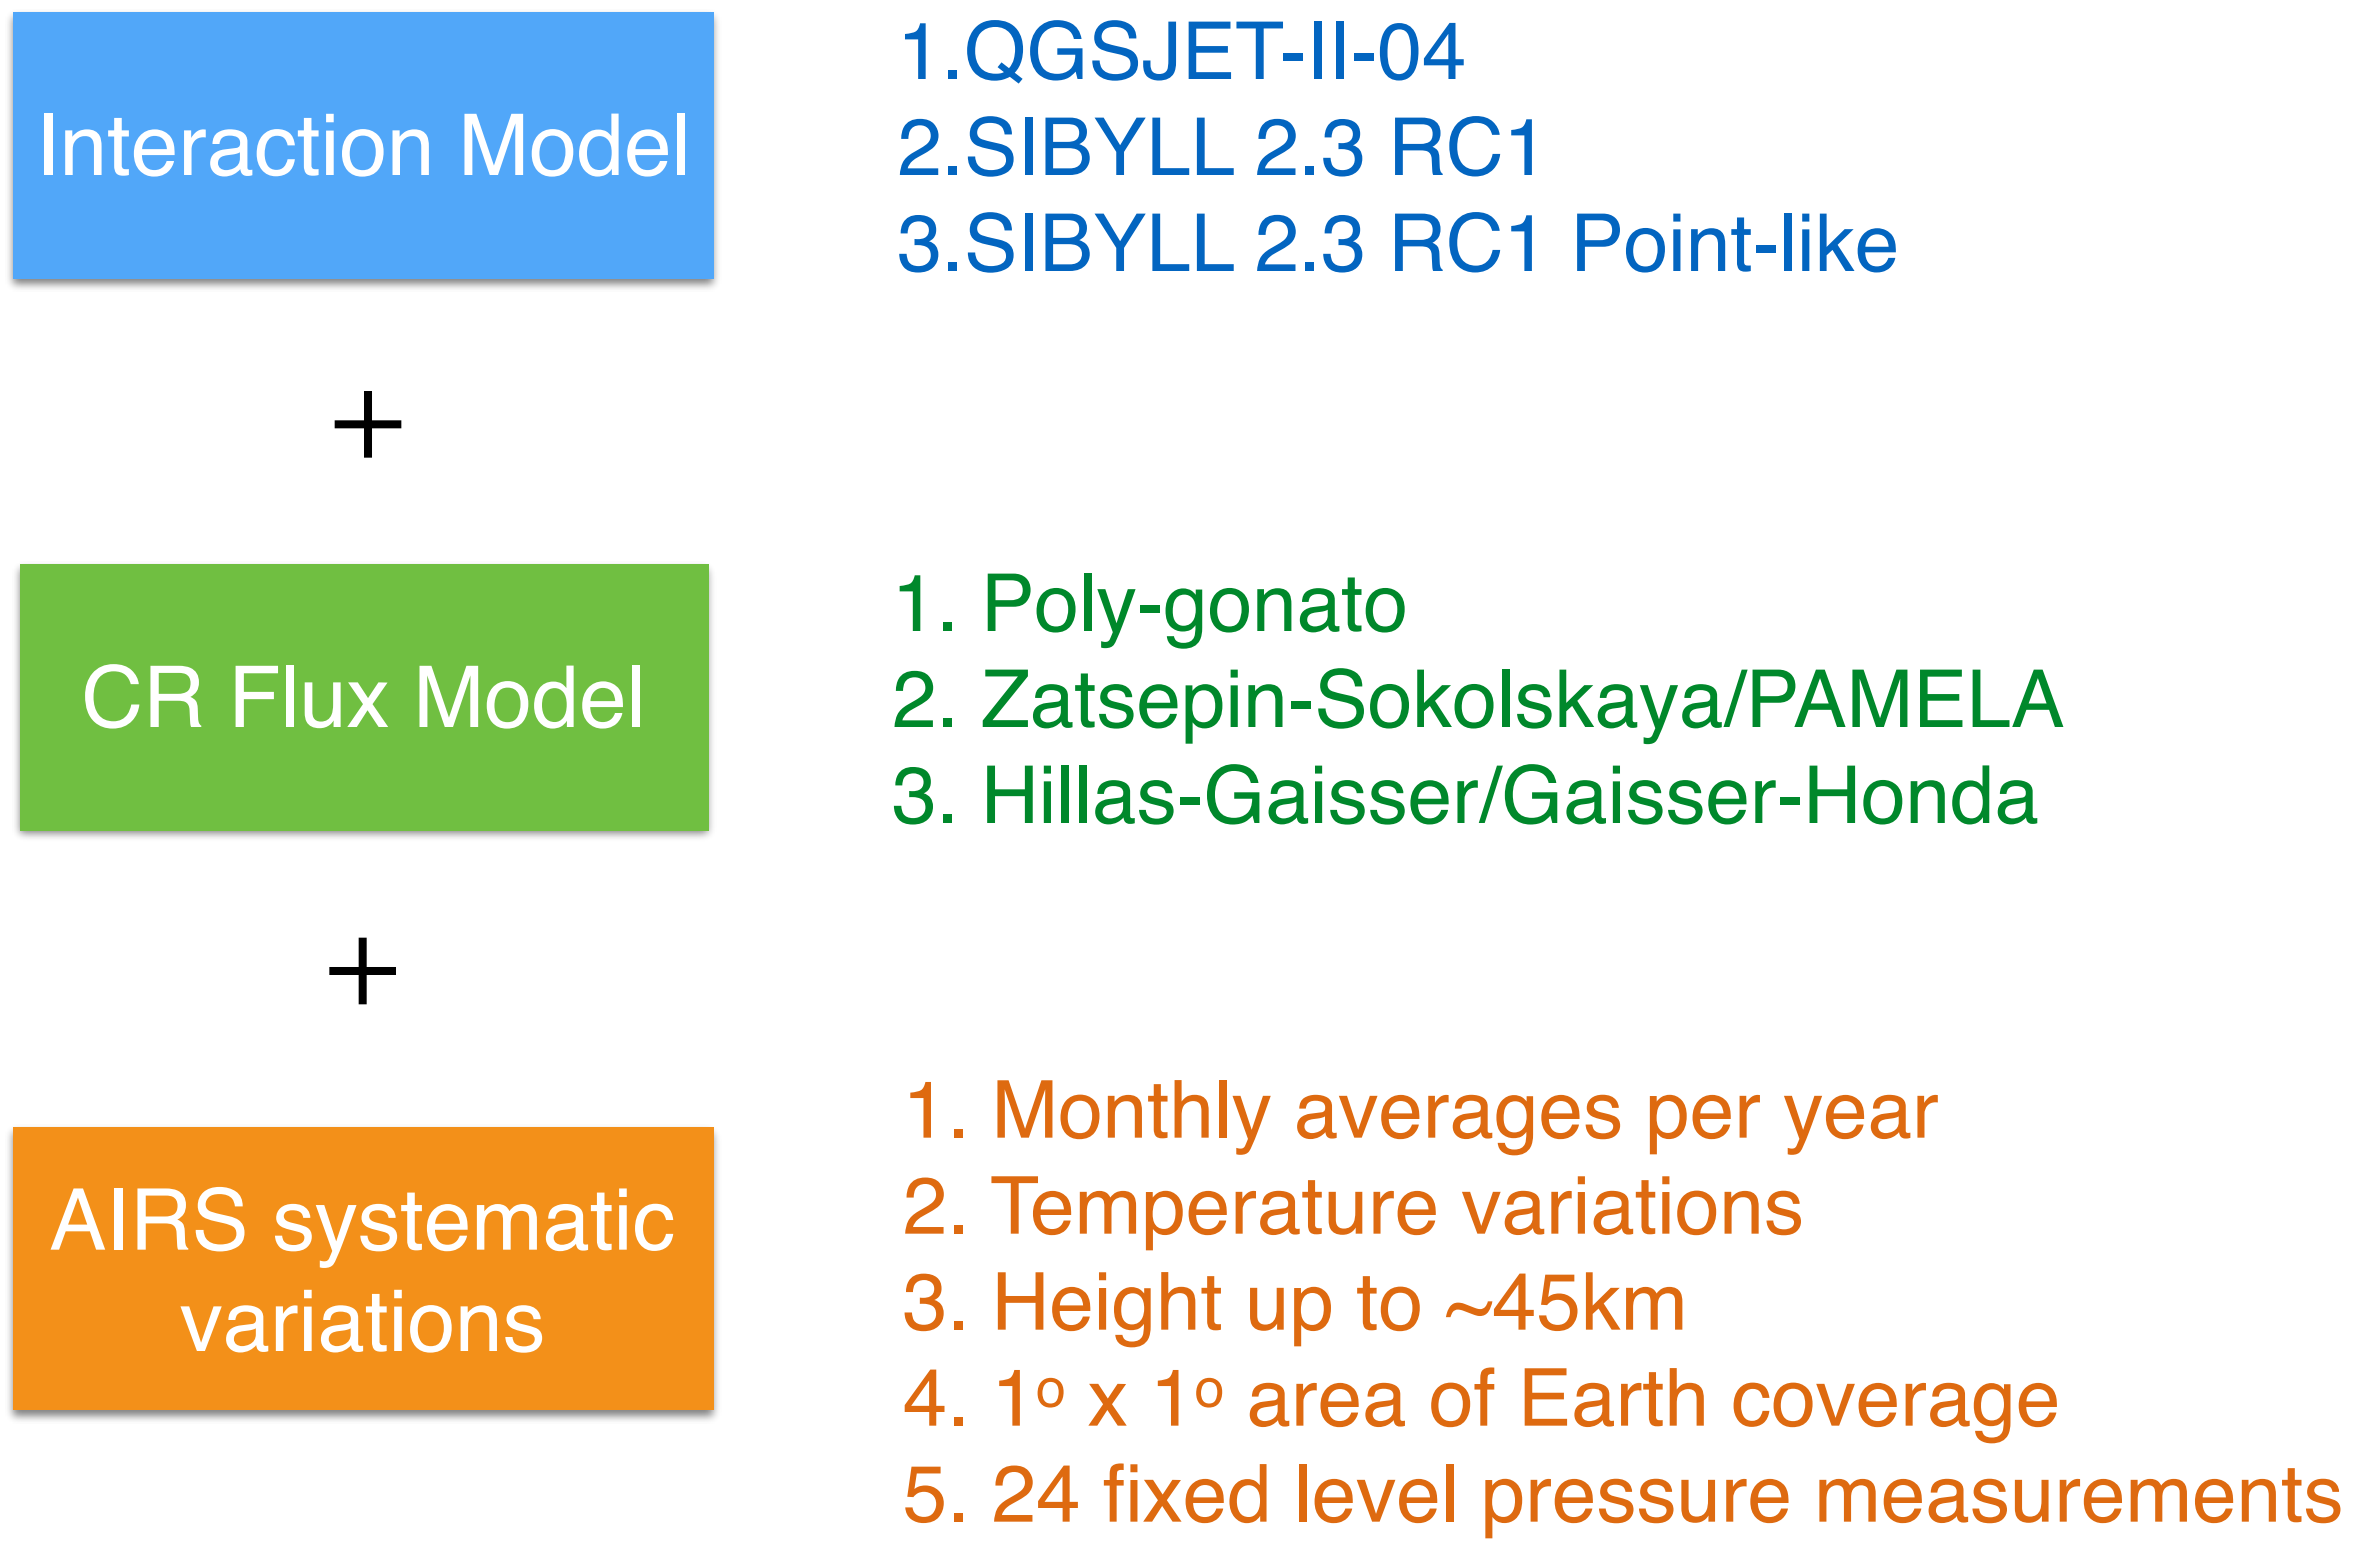 Interaction Model
1.QGSJET-II-04
2.SIBYLL 2.3 RC1
3.SIBYLL 2.3 RC1 Point-like
+
CR Flux Model
1. Poly-gonato
2. Zatsepin-Sokolskaya/PAMELA
3. Hillas-Gaisser/Gaisser-Honda
+
AIRS systematic
variations
1. Monthly averages per year
2. Temperature variations
3. Height up to ~45km
4. 1º x 1º area of Earth coverage
5. 24 fixed level pressure measurements